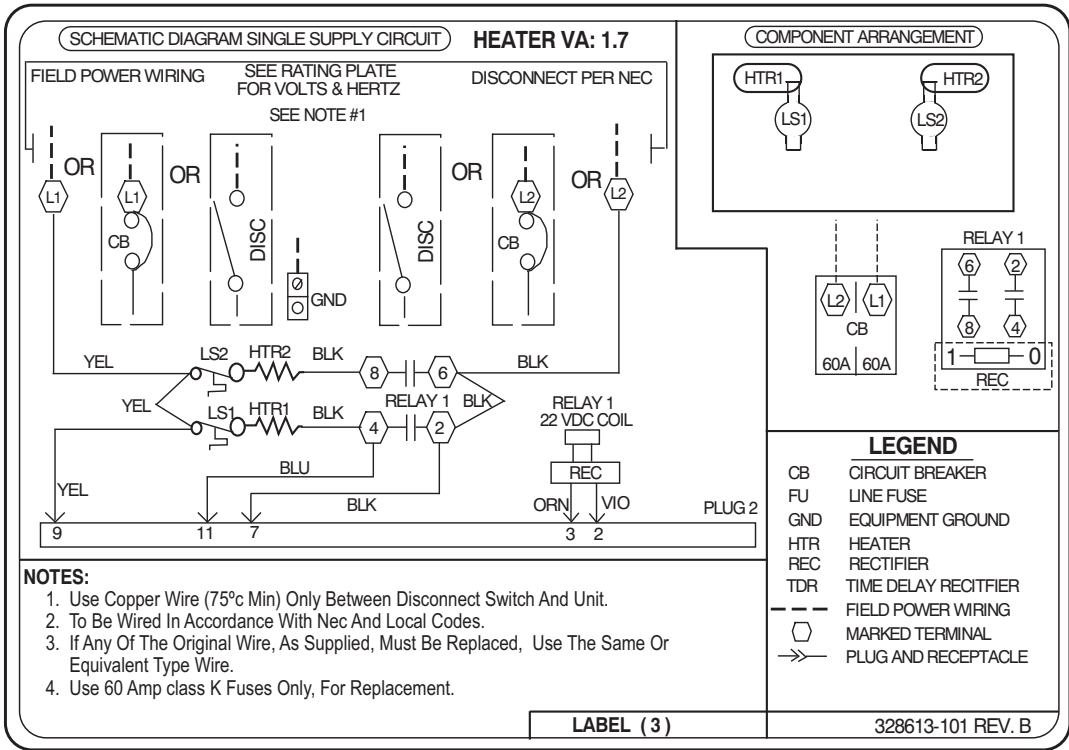 SCHEMATIC DIAGRAM SINGLE SUPPLY CIRCUIT
HEATER VA: 1.7
FIELD POWER WIRING
SEE RATING PLATE
FOR VOLTS & HERTZ
DISCONNECT PER NEC
SEE NOTE #1
L1
OR
L1
CB
OR
DISC
GND
DISC
OR
L2
CB
OR
L2
YEL
LS2
HTR2
BLK
8
6
BLK
YEL
LS1
HTR1
BLK
RELAY 1
BLK
4
2
RELAY 1
22 VDC COIL
REC
BLU
YEL
BLK
ORN
VIO
PLUG 2
9
11
7
3
2
COMPONENT ARRANGEMENT
HTR1
HTR2
LS1
LS2
L2
L1
CB
60A
60A
RELAY 1
6
2
8
4
1
0
REC
LEGEND
CB CIRCUIT BREAKER
FU LINE FUSE
GND EQUIPMENT GROUND
HTR HEATER
REC RECTIFIER
TDR TIME DELAY RECITFIER
FIELD POWER WIRING
MARKED TERMINAL
PLUG AND RECEPTACLE
NOTES:
1. Use Copper Wire (75ºc Min) Only Between Disconnect Switch And Unit.
2. To Be Wired In Accordance With Nec And Local Codes.
3. If Any Of The Original Wire, As Supplied, Must Be Replaced, Use The Same Or
Equivalent Type Wire.
4. Use 60 Amp class K Fuses Only, For Replacement.
LABEL ( 3 )
328613-101 REV. B